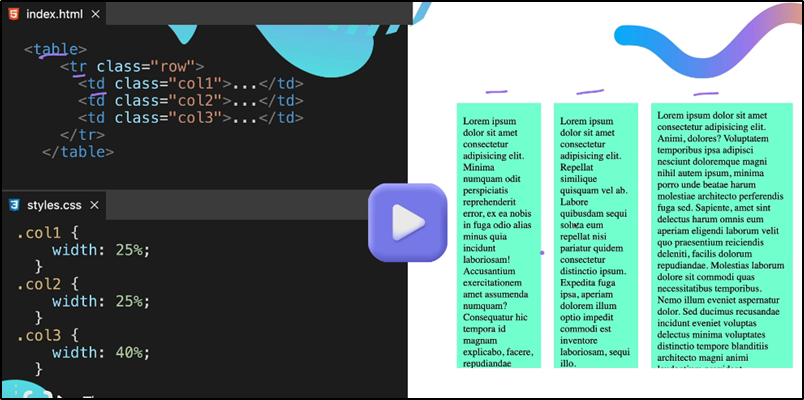 index.html ×
<table>
<tr class="row">
<td class="col1">...</td>
<td class="col2">...</td>
<td class="col3">...</td>
</tr>
</table>
styles.css ×
.col1 {
width: 25%;
}
.col2 {
width: 25%;
}
.col3 {
width: 40%;
}
Lorem ipsum
dolor sit amet
consectetur
adipisicing elit.
Minima
numquam odit
perspiciatis
reprehenderit
error, ex ea nobis
in fuga odio alias
minus quia
incidunt
laboriosam!
Accusantium
exercitationem
amet assumenda
numquam?
Consequatur hic
tempora id
magnam
explicabo, facere,
repudiandae
Lorem ipsum
dolor sit amet
consectetur
adipisicing elit.
Repellat
similique
quisquam vel ab.
Labore
quibusdam sequi
soluta eum
repellat nisi
pariatur quidem
consectetur
distinctio ipsum.
Expedita fuga
ipsa, aperiam
dolorem illum
optio impedit
commodi est
inventore
laboriosam, sequi
illo.
Lorem ipsum dolor sit amet
consectetur adipisicing elit.
Animi, dolores? Voluptatem
temporibus ipsa adipisci
nesciunt doloremque magni
nihil autem ipsum, minima
porro unde beatae harum
molestiae architecto perferendis
fuga sed. Sapiente, amet sint
delectus harum omnis eum
aperiam eligendi laborum velit
quo praesentium reiciendis
deleniti, facilis dolorum
repudiandae. Molestias laborum
dolore sit commodi quas
necessitatibus temporibus.
Nemo illum eveniet aspernatur
dolor. Sed ducimus recusandae
incidunt eveniet voluptas
delectus minima voluptates
distinctio tempore blanditiis
architecto magni animi